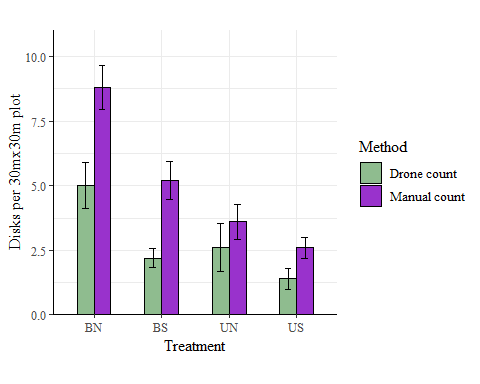 Disks per 30mx30m plot
10.0
7.5
5.0
2.5
0.0
BN BS UN US
Treatment
Method
Drone count
Manual count